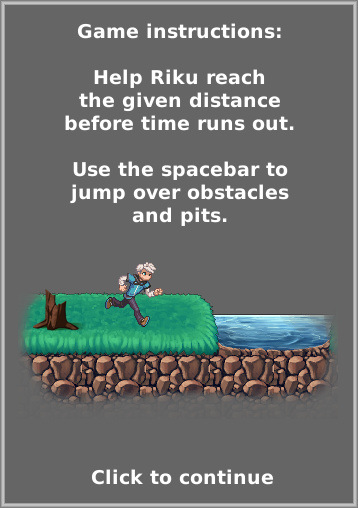 Game instructions:
Help Riku reach
the given distance
before time runs out.
Use the spacebar to
jump over obstacles
and pits.
Click to continue